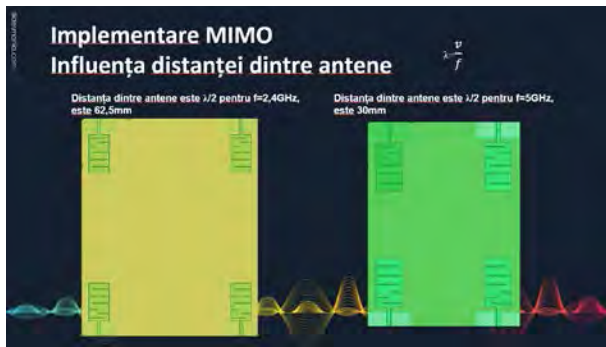 Implementare MIMO
Influența distanței dintre antene
λ=v/f
Distanța dintre antene este λ/2 pentru f=2,4GHz,
este 62,5mm
Distanța dintre antene este λ/2 pentru f=5GHz,
este 30mm